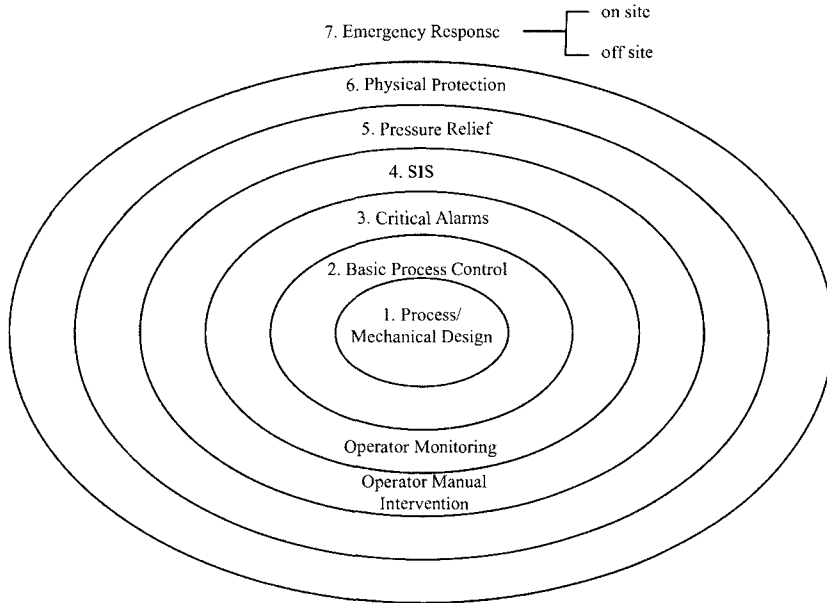 7. Emergency Response
on site
off site
6. Physical Protection
5. Pressure Relief
4. SIS
3. Critical Alarms
2. Basic Process Control
1. Process/
Mechanical Design
Operator Monitoring
Operator Manual
Intervention